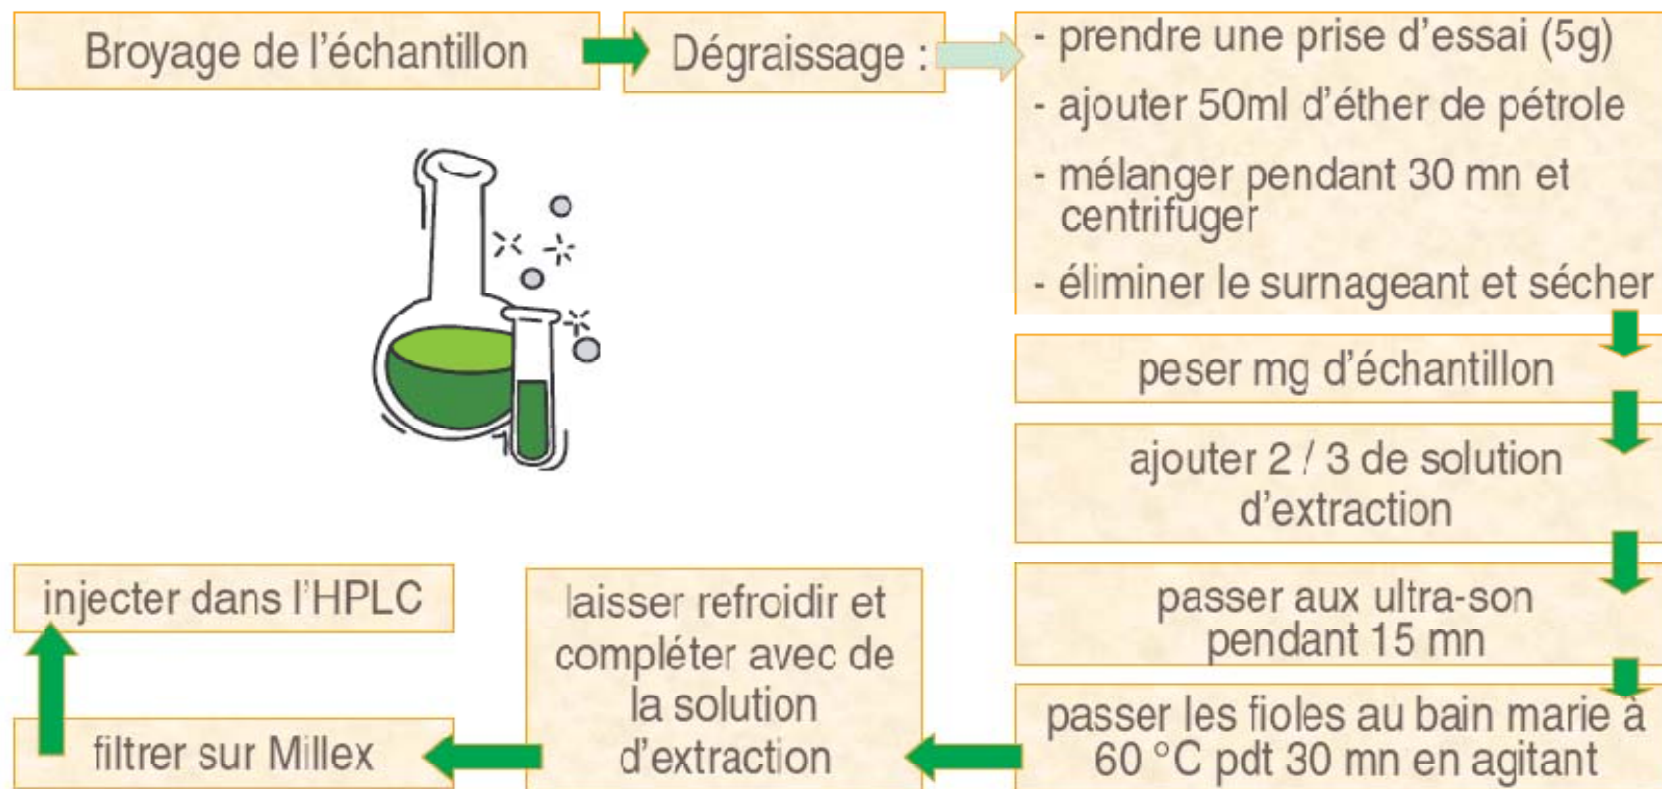 Broyage de l'échantillon
Dégraissage :
- prendre une prise d'essai (5g)
- ajouter 50ml d'éther de pétrole
- mélanger pendant 30 mn et
centrifuger
- éliminer le surnageant et sécher
peser mg d'échantillon
ajouter 2 / 3 de solution
d'extraction
passer aux ultra-son
pendant 15 mn
passer les fioles au bain marie à
60 °C pdt 30 mn en agitant
laisser refroidir et
compléter avec de
la solution
d'extraction
filtrer sur Millex
injecter dans l'HPLC